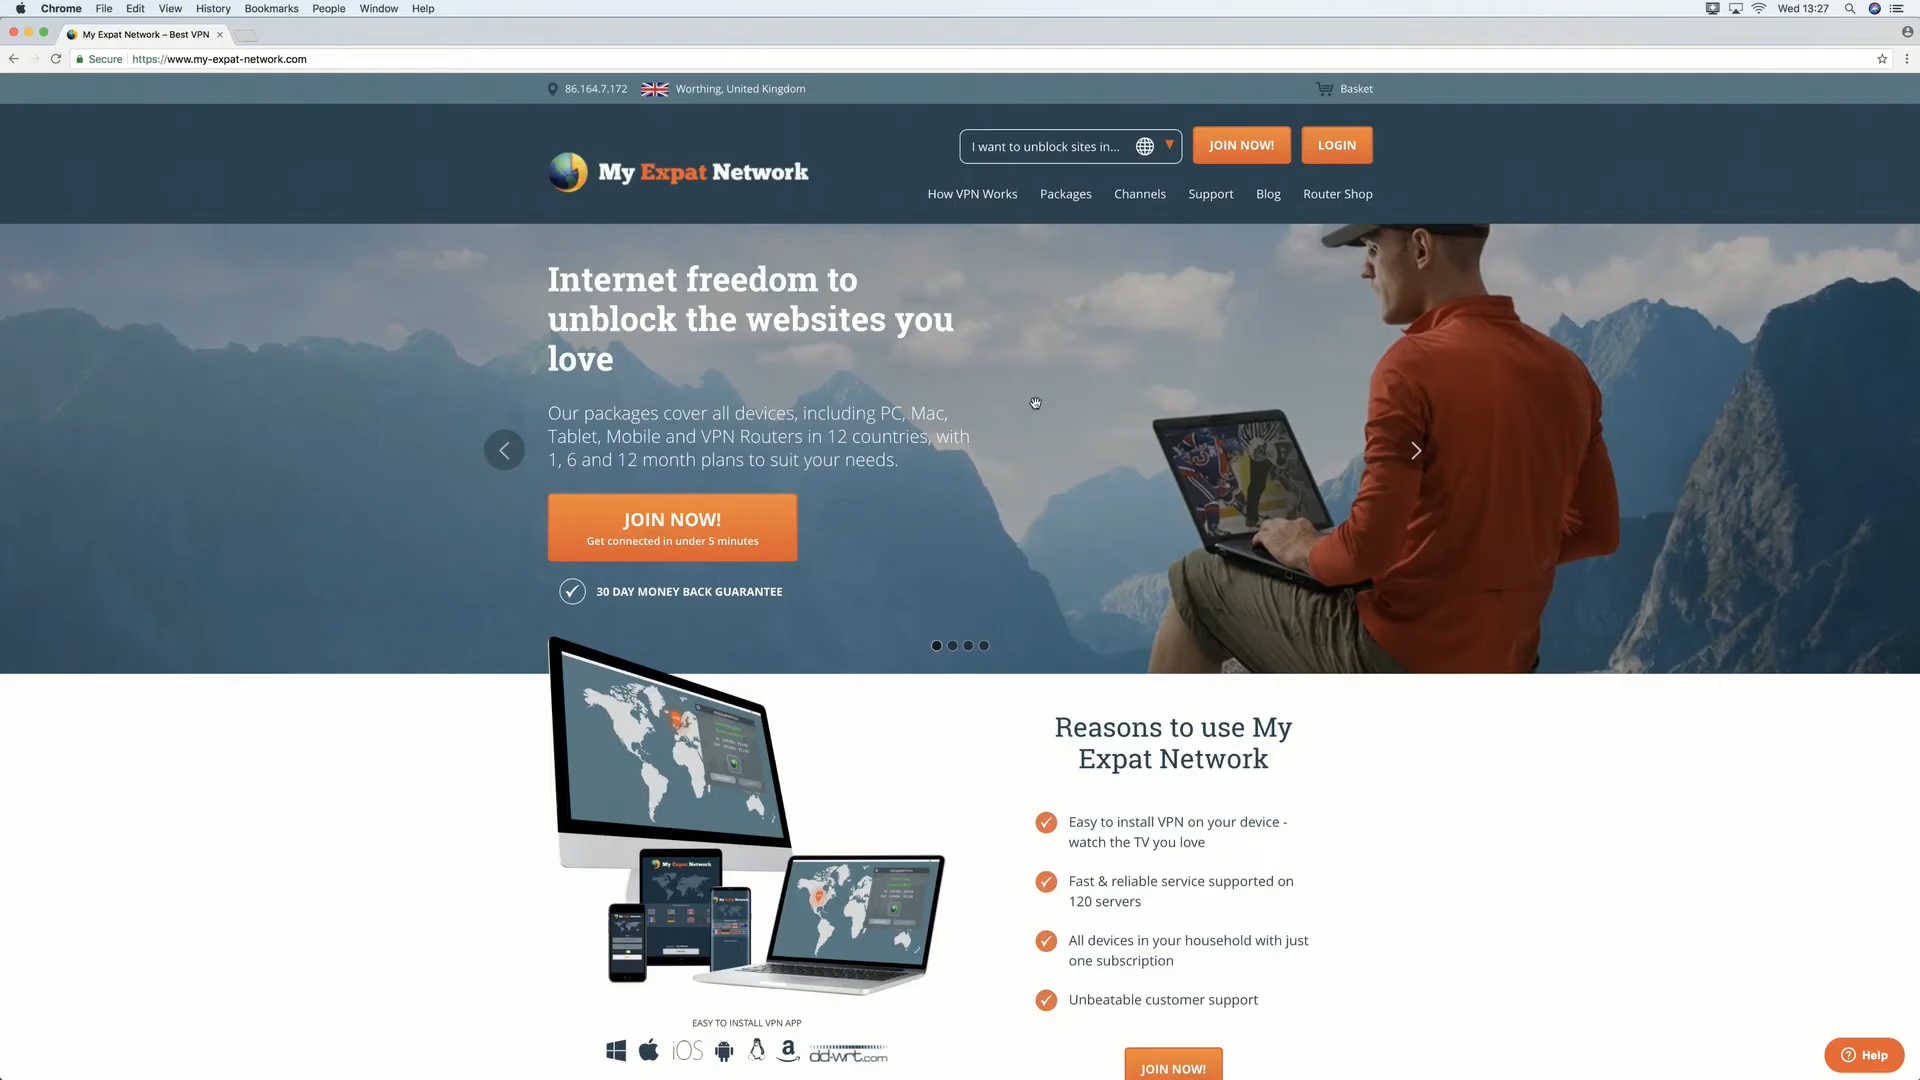 Chrome File Edit View History Bookmarks People Window Help Wed 13:27
My Expat Network – Best VPN
Secure https://www.my-expat-network.com
86.164.7.172 Worthing, United Kingdom Basket
I want to unblock sites in... JOIN NOW! LOGIN
My Expat Network
How VPN Works Packages Channels Support Blog Router Shop
Internet freedom to
unblock the websites you
love
Our packages cover all devices, including PC, Mac,
Tablet, Mobile and VPN Routers in 12 countries, with
1, 6 and 12 month plans to suit your needs.
JOIN NOW!
Get connected in under 5 minutes
30 DAY MONEY BACK GUARANTEE
Reasons to use My
Expat Network
Easy to install VPN on your device -
watch the TV you love
Fast & reliable service supported on
120 servers
All devices in your household with just
one subscription
Unbeatable customer support
JOIN NOW!
My Expat Network
EASY TO INSTALL VPN APP
iOS
dd-wrt.com
Help